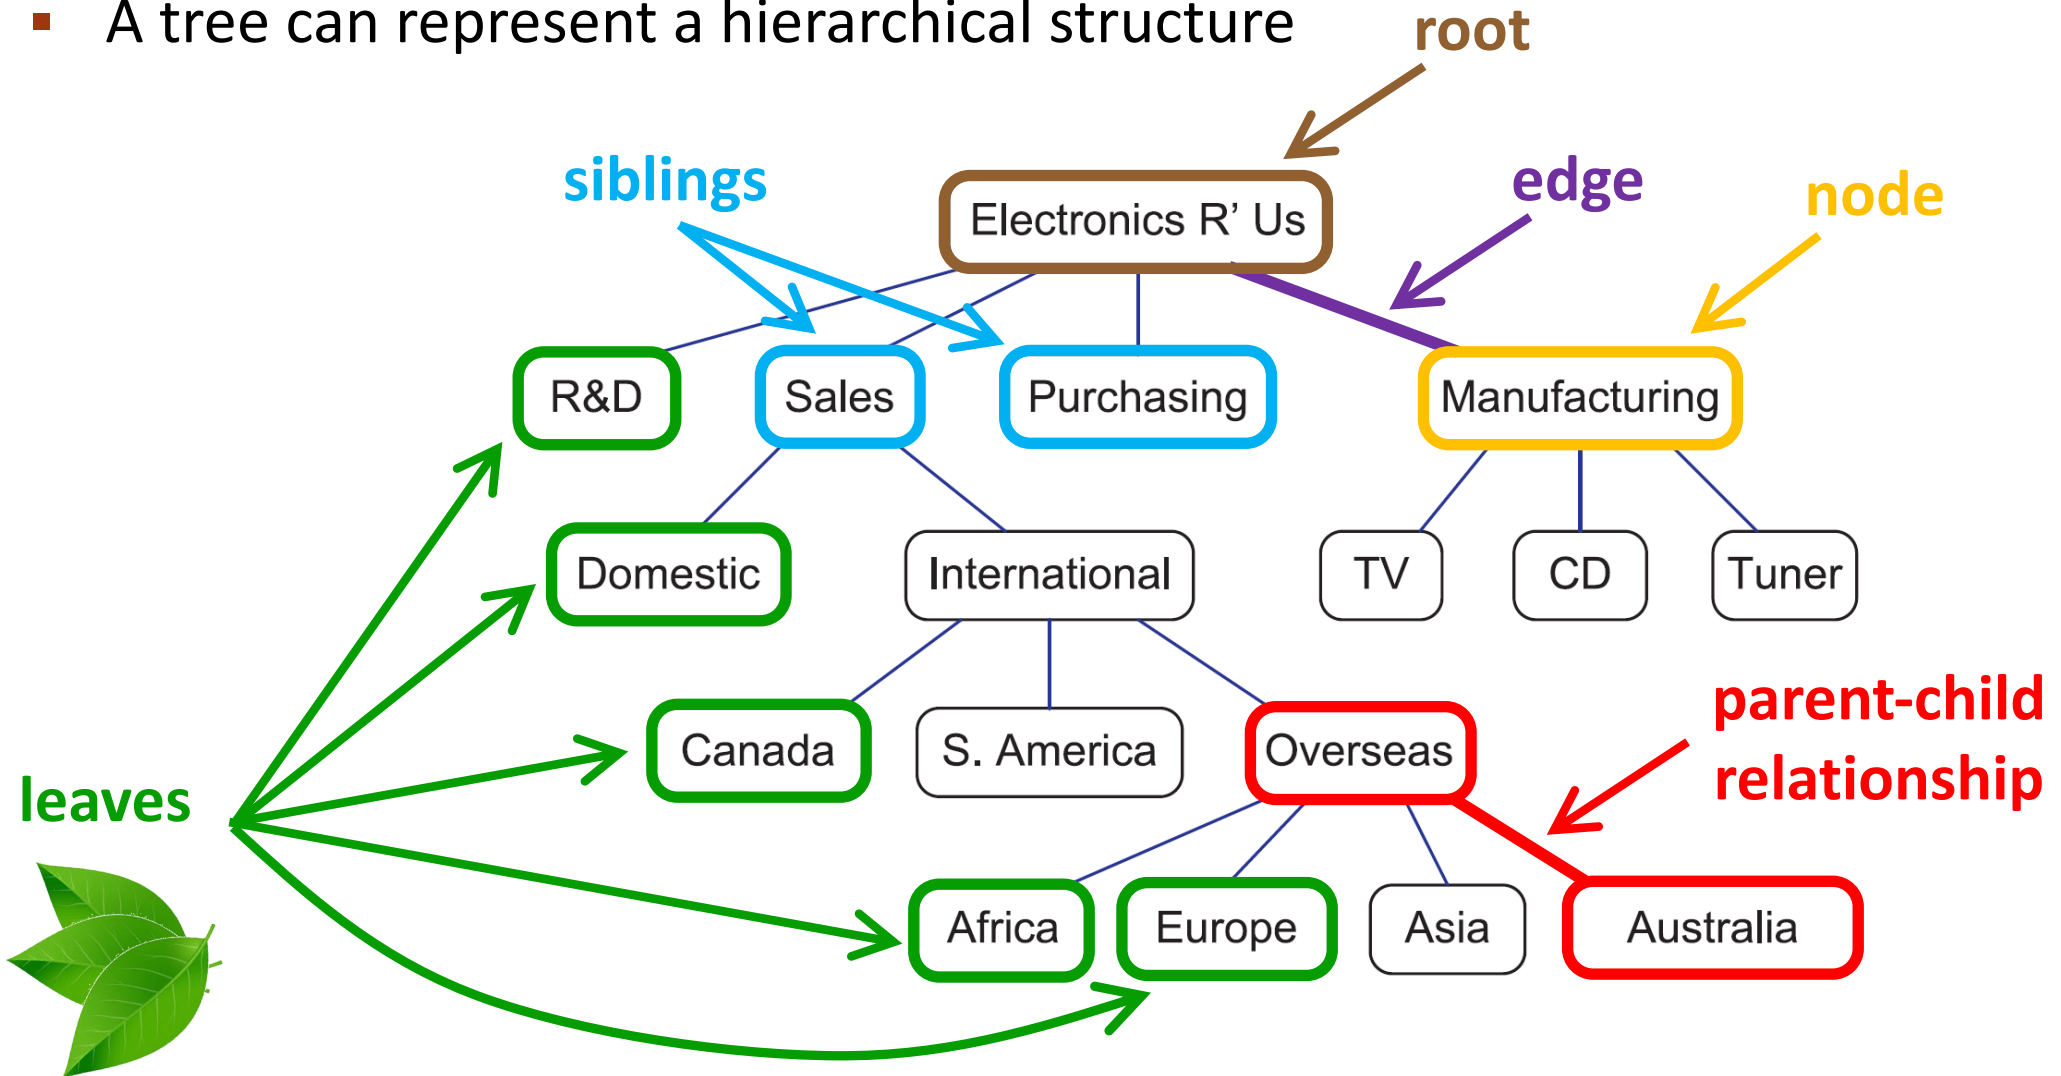 ▪ A tree can represent a hierarchical structure
root
siblings
edge
node
Electronics R’ Us
R&D
Sales
Purchasing
Manufacturing
Domestic
International
TV
CD
Tuner
parent-child
relationship
Canada
S. America
Overseas
leaves
Africa
Europe
Asia
Australia